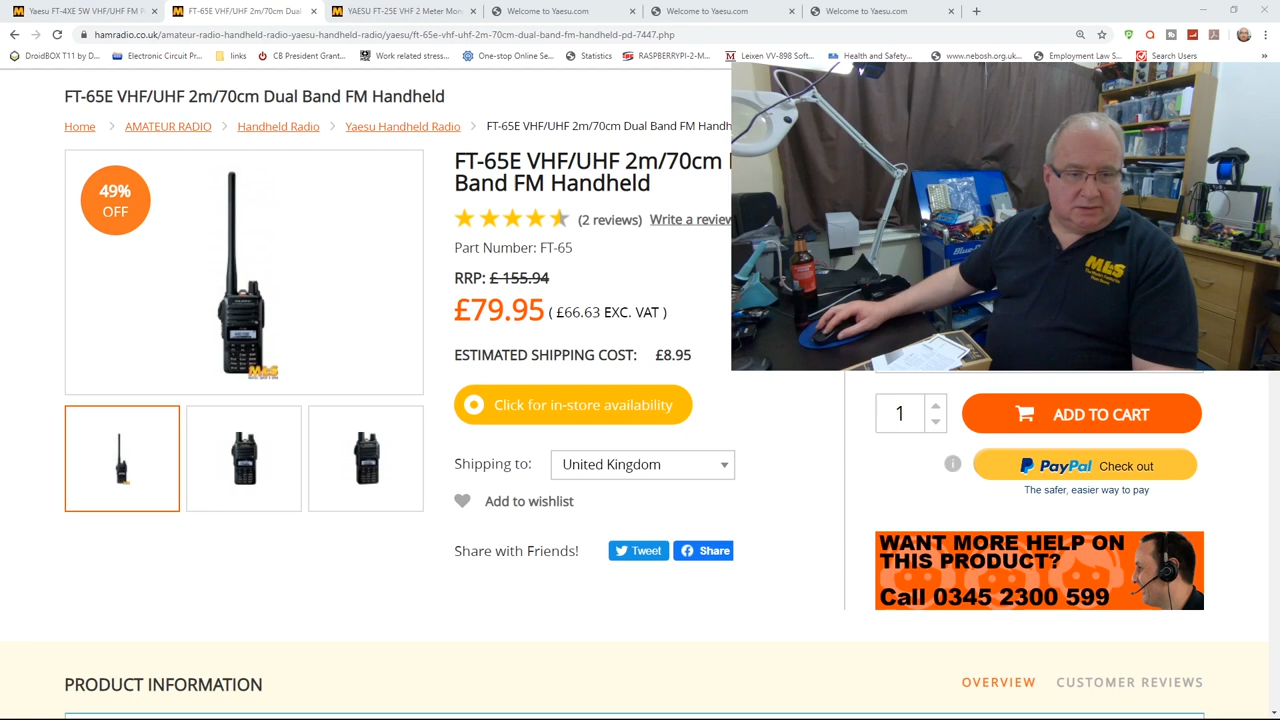 Yaesu FT-4XE 5W VHF/UHF FM P
FT-65E VHF/UHF 2m/70cm Dual
YAESU FT-25E VHF 2 Meter Mon
Welcome to Yaesu.com
Welcome to Yaesu.com
Welcome to Yaesu.com
hamradio.co.uk/amateur-radio-handheld-radio-yaesu-handheld-radio/yaesu/ft-65e-vhf-uhf-2m-70cm-dual-band-fm-handheld-pd-7447.php
DroidBOX T11 by D...
Electronic Circuit Pr...
links
CB President Grant...
Work related stress...
One-stop Online Se...
Statistics
RASPBERRYPI-2-M...
Leixen VV-898 Soft...
Health and Safety...
www.nebosh.org.uk...
Employment Law S...
Search Users
FT-65E VHF/UHF 2m/70cm Dual Band FM Handheld
Home > AMATEUR RADIO > Handheld Radio > Yaesu Handheld Radio > FT-65E VHF/UHF 2m/70cm Dual Band FM Handh
49%
OFF
FT-65E VHF/UHF 2m/70cm
Band FM Handheld
(2 reviews) Write a review
Part Number: FT-65
RRP: £ 155.94
£79.95 ( £66.63 EXC. VAT )
ESTIMATED SHIPPING COST: £8.95
Click for in-store availability
Shipping to: United Kingdom
Add to wishlist
Share with Friends! Tweet Share
ML&S
1
ADD TO CART
PayPal Check out
The safer, easier way to pay
WANT MORE HELP ON
THIS PRODUCT?
Call 0345 2300 599
PRODUCT INFORMATION
OVERVIEW
CUSTOMER REVIEWS